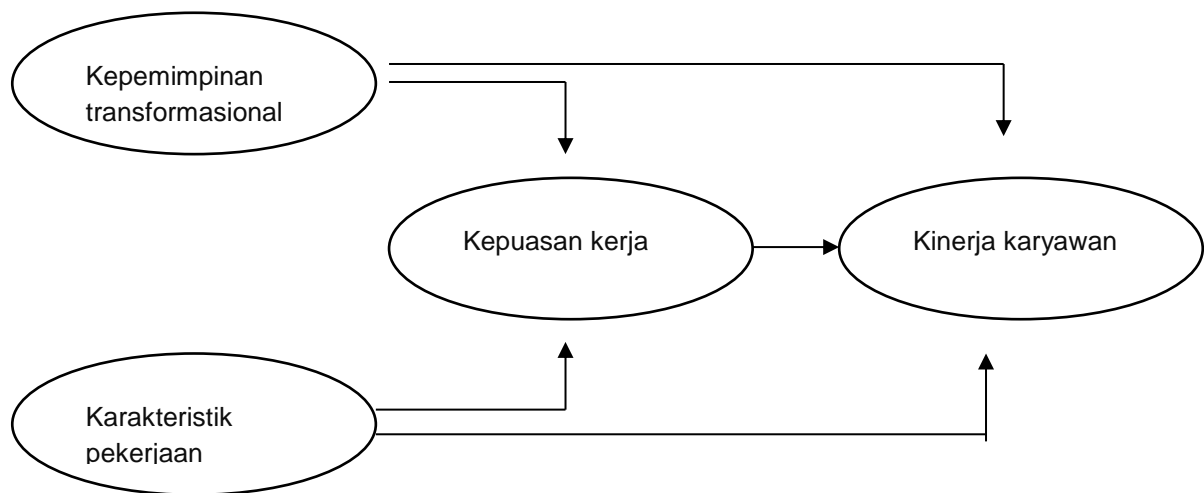 Kepemimpinan
transformasional
Kepuasan kerja
Kinerja karyawan
Karakteristik
pekerjaan